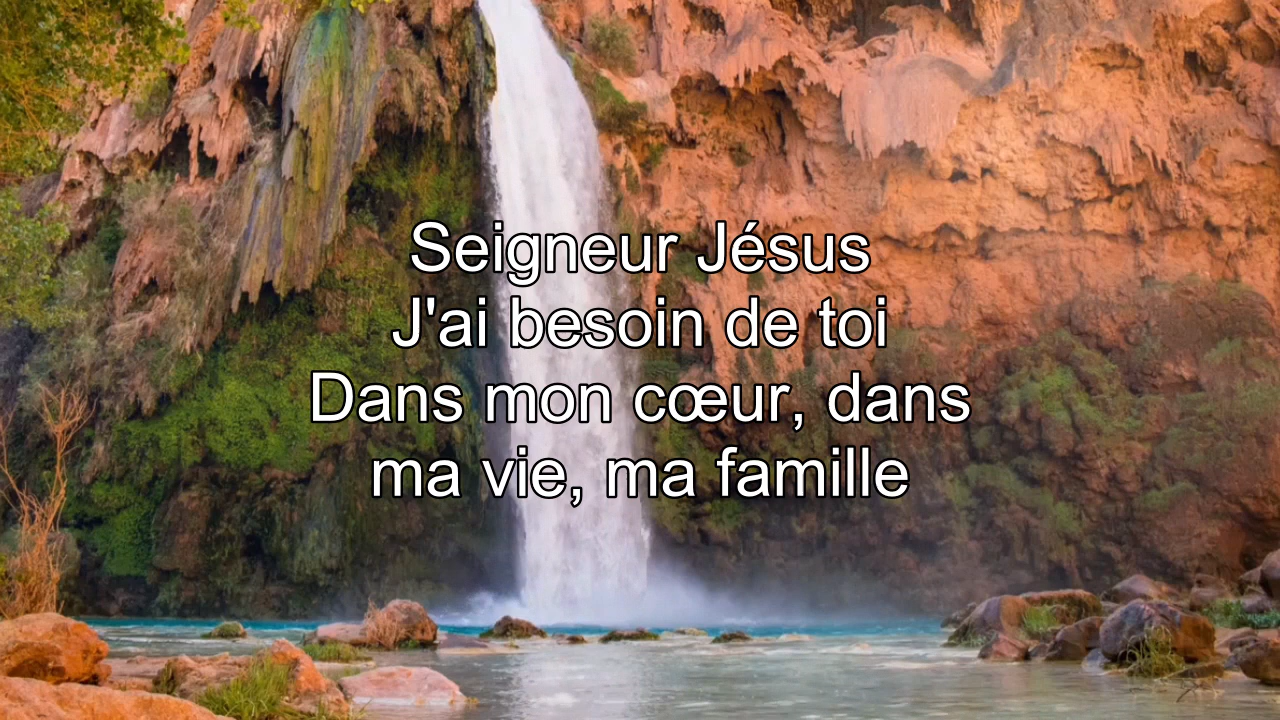 Seigneur Jésus
J'ai besoin de toi
Dans mon cœur, dans
ma vie, ma famille